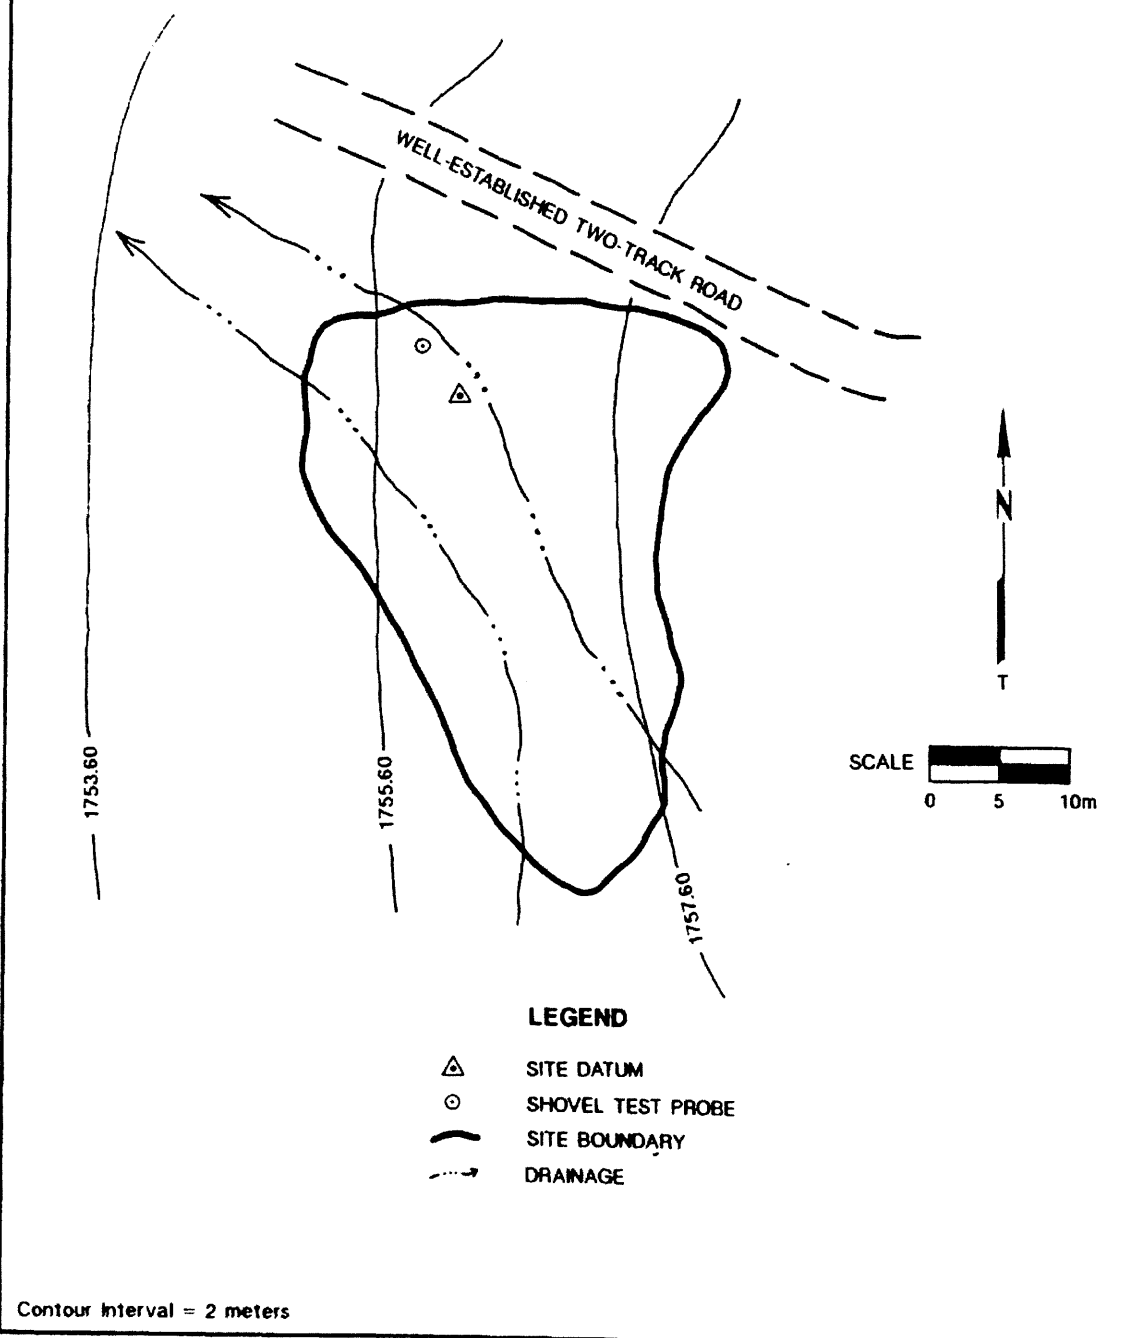 WELL-ESTABLISHED TWO-TRACK ROAD
N
T
1753.60
1755.60
SCALE
0 5 10m
1757.60
LEGEND
SITE DATUM
SHOVEL TEST PROBE
SITE BOUNDARY
DRAINAGE
Contour Interval = 2 meters